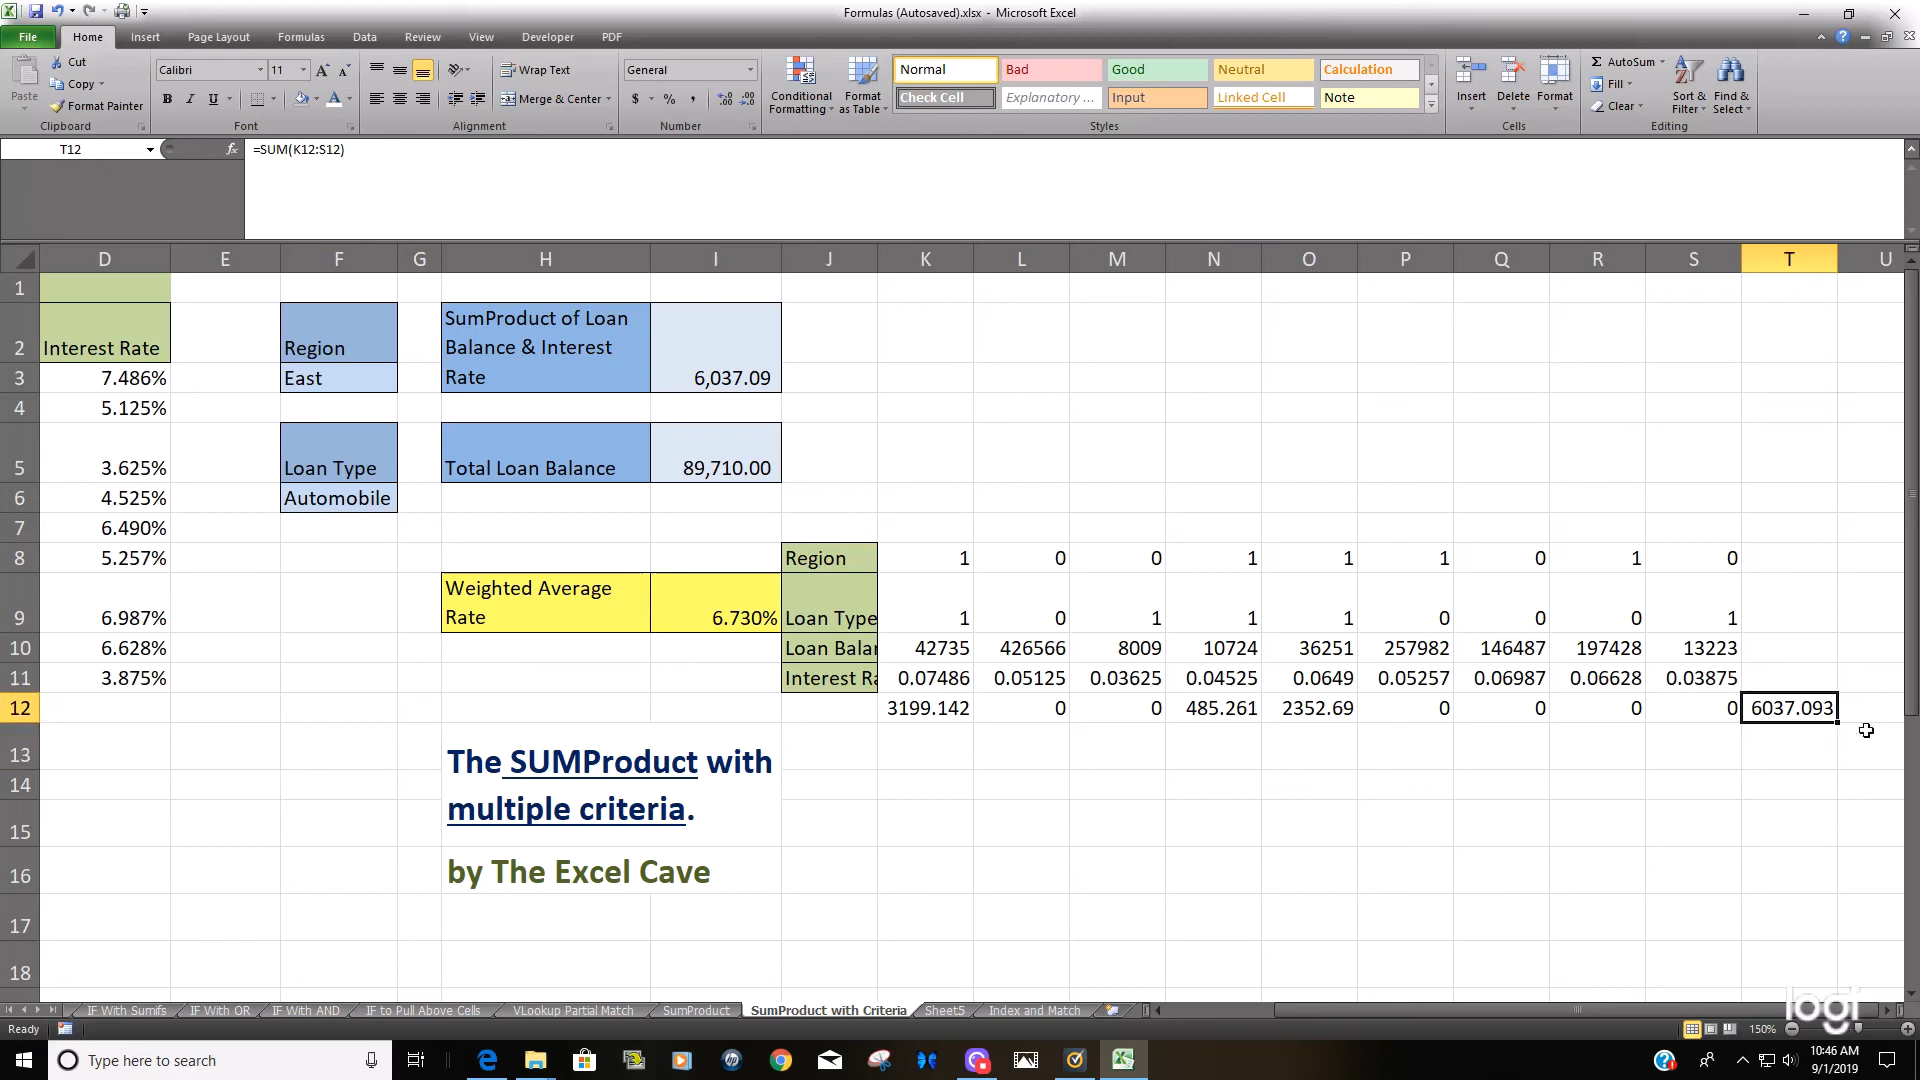 Formulas (Autosaved).xlsx - Microsoft Excel
File Home Insert Page Layout Formulas Data Review View Developer PDF
Paste
Cut
Copy
Format Painter
Clipboard
Calibri 11
B I U
Font
Wrap Text
Merge & Center
Alignment
General
$ % ,
Number
Conditional Formatting
Format as Table
Normal Bad Good Neutral Calculation
Check Cell Explanatory ... Input Linked Cell Note
Styles
Insert Delete Format
Cells
AutoSum
Fill
Clear
Sort & Filter
Find & Select
Editing
T12 fx =SUM(K12:S12)
D E F G H I J K L M N O P Q R S T U
1
2 Interest Rate Region SumProduct of Loan Balance & Interest Rate
3 7.486% East 6,037.09
4 5.125%
5 3.625% Loan Type Total Loan Balance 89,710.00
6 4.525% Automobile
7 6.490%
8 5.257% Region 1 0 0 1 1 1 0 1 0
9 6.987% Weighted Average Rate 6.730% Loan Type 1 0 1 1 1 0 0 0 1
10 6.628% Loan Balar 42735 426566 8009 10724 36251 257982 146487 197428 13223
11 3.875% Interest Ra 0.07486 0.05125 0.03625 0.04525 0.0649 0.05257 0.06987 0.06628 0.03875
12 3199.142 0 0 485.261 2352.69 0 0 0 0 6037.093
13
The SUMProduct with
14
multiple criteria.
15
16 by The Excel Cave
17
18
IF With Sumifs IF With OR IF With AND IF to Pull Above Cells VLookup Partial Match SumProduct SumProduct with Criteria Sheet5 Index and Match
logi
Ready 150%
Type here to search
10:46 AM
9/1/2019